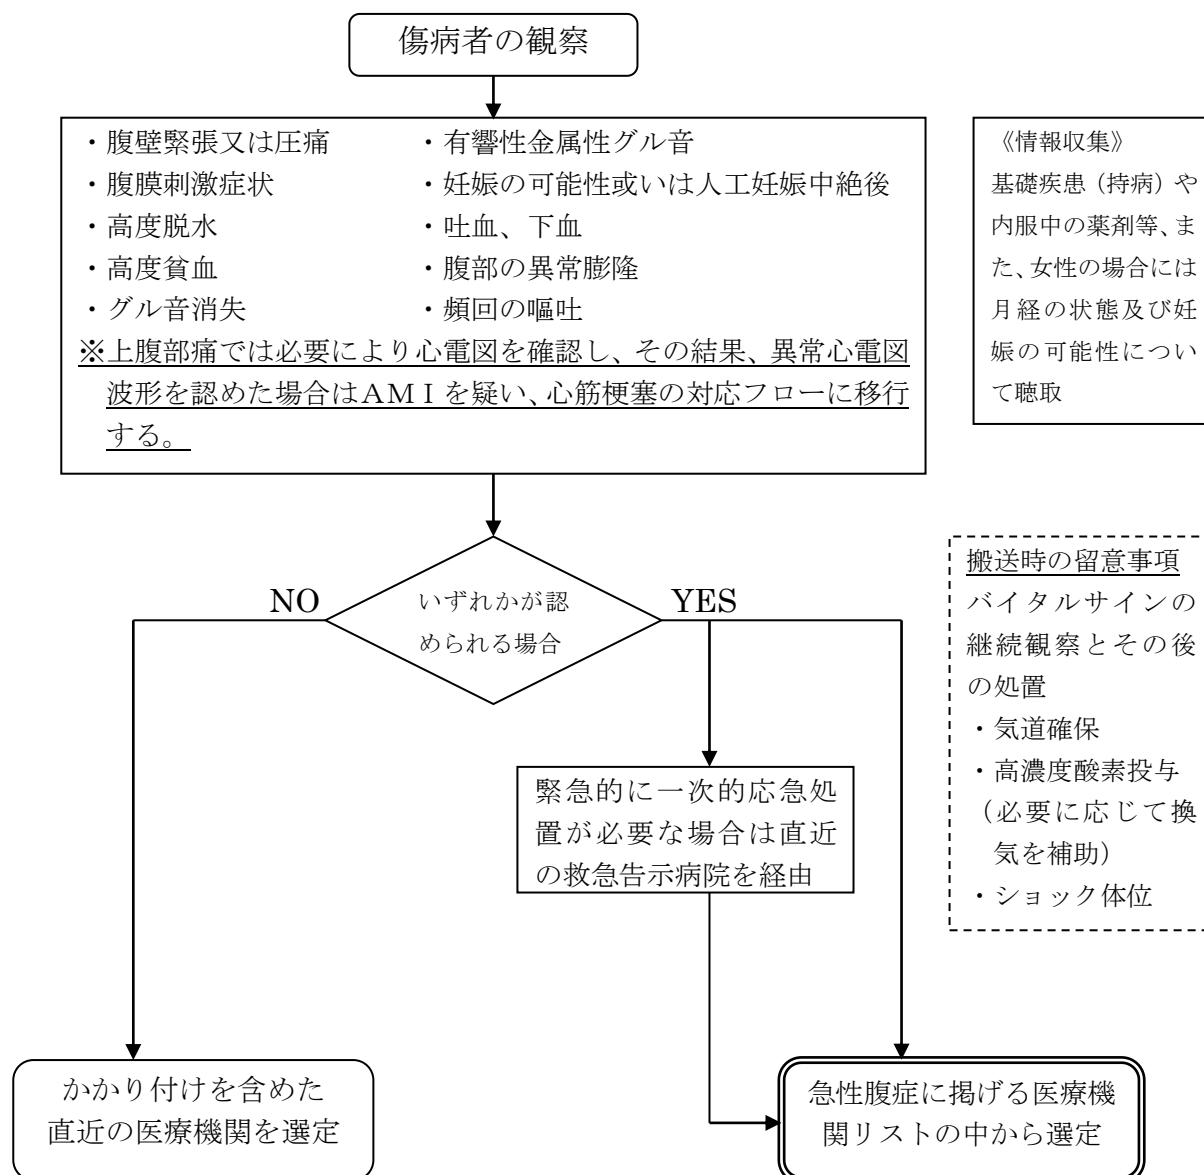 傷病者の観察
・腹壁緊張又は圧痛 ・有響性金属性グル音
・腹膜刺激症状 ・妊娠の可能性或いは人工妊娠中絶後
・高度脱水 ・吐血、下血
・高度貧血 ・腹部の異常膨隆
・グル音消失 ・頻回の嘔吐
※上腹部痛では必要により心電図を確認し、その結果、異常心電図
波形を認めた場合はAMIを疑い、心筋梗塞の対応フローに移行
する。
《情報収集》
基礎疾患（持病）や
内服中の薬剤等、ま
た、女性の場合には
月経の状態及び妊
娠の可能性につい
て聴取
NO
いずれかが認
められる場合
YES
搬送時の留意事項
バイタルサインの
継続観察とその後
の処置
・気道確保
・高濃度酸素投与
（必要に応じて換
気を補助）
・ショック体位
緊急的に一次的応急処
置が必要な場合は直近
の救急告示病院を経由
かかり付けを含めた
直近の医療機関を選定
急性腹症に掲げる医療機
関リストの中から選定